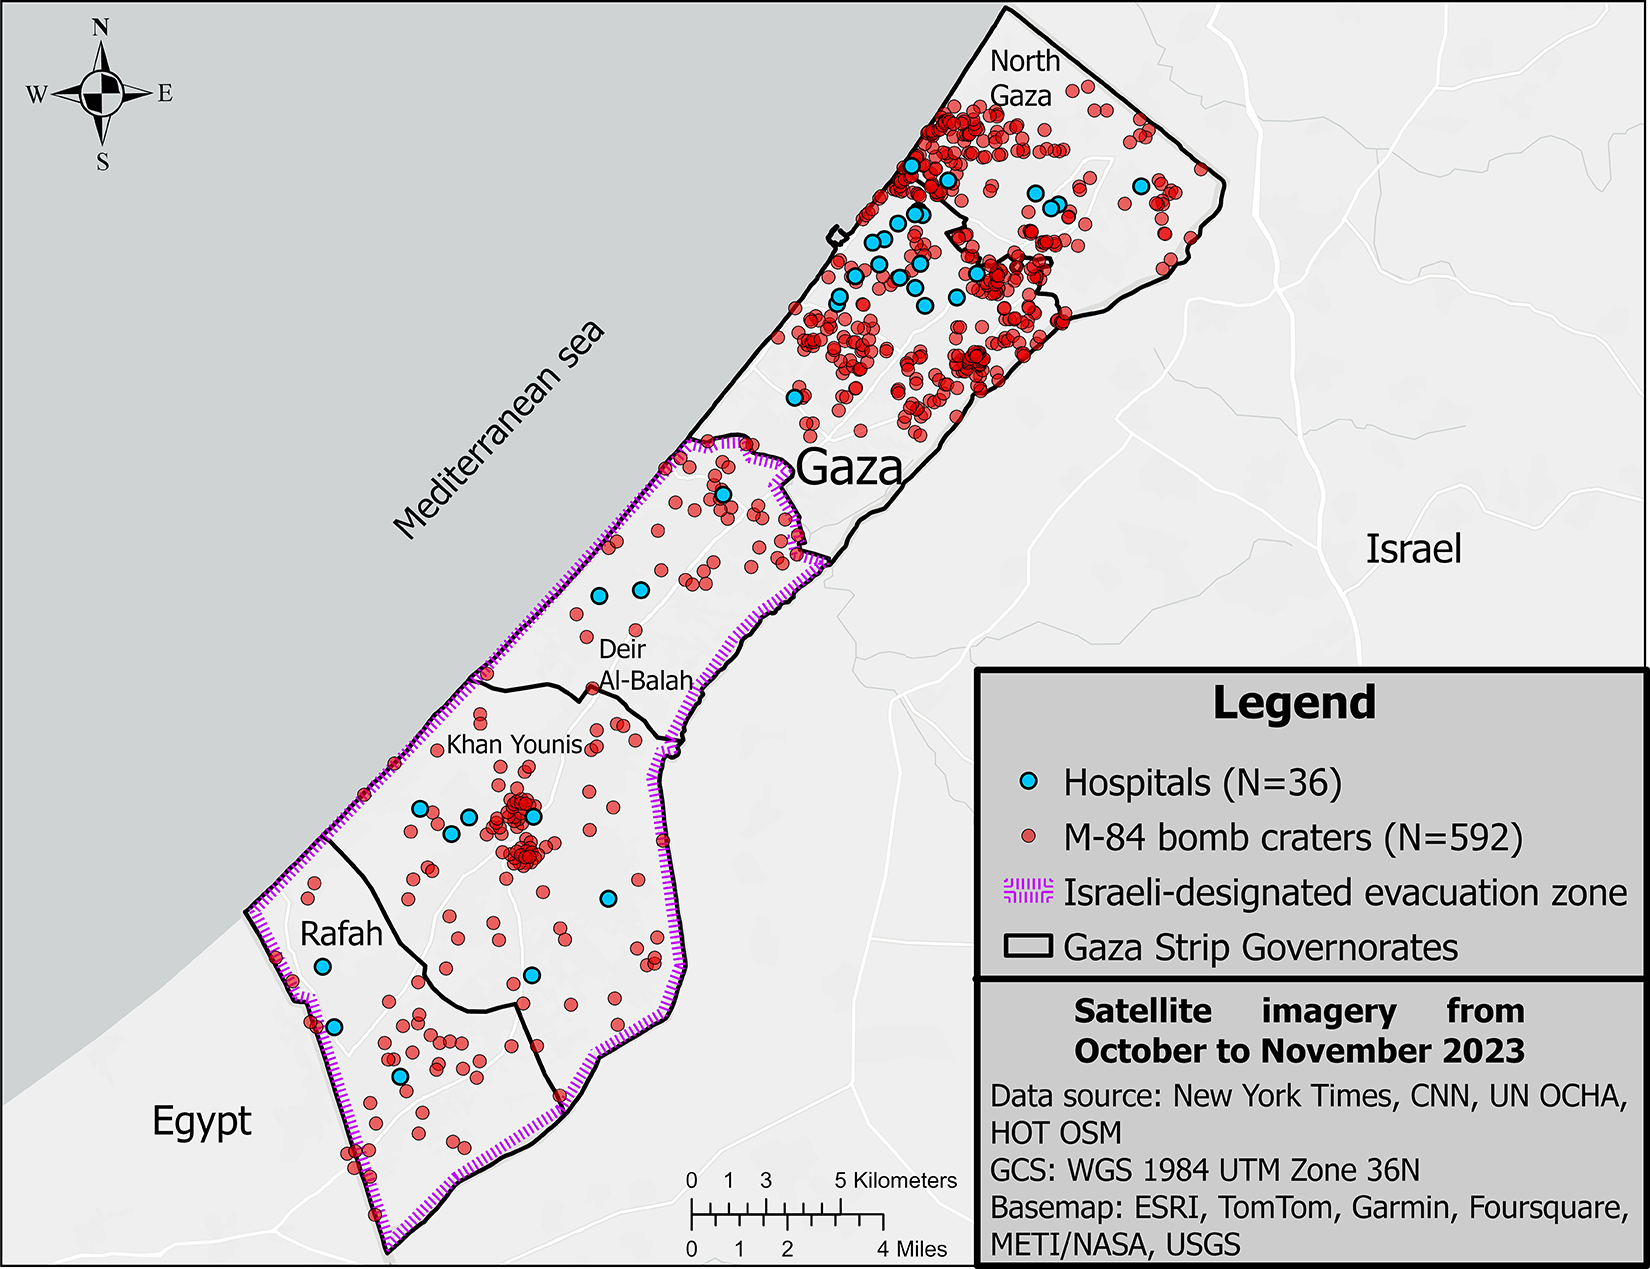 N
W
E
S
North
Gaza
Mediterranean sea
Gaza
Israel
Deir
Al-Balah
Khan Younis
Rafah
Egypt
Legend
Hospitals (N=36)
M-84 bomb craters (N=592)
Israeli-designated evacuation zone
Gaza Strip Governorates
Satellite imagery from
October to November 2023
Data source: New York Times, CNN, UN OCHA,
HOT OSM
GCS: WGS 1984 UTM Zone 36N
Basemap: ESRI, TomTom, Garmin, Foursquare,
METI/NASA, USGS
0 1 3 5 Kilometers
0 1 2 4 Miles